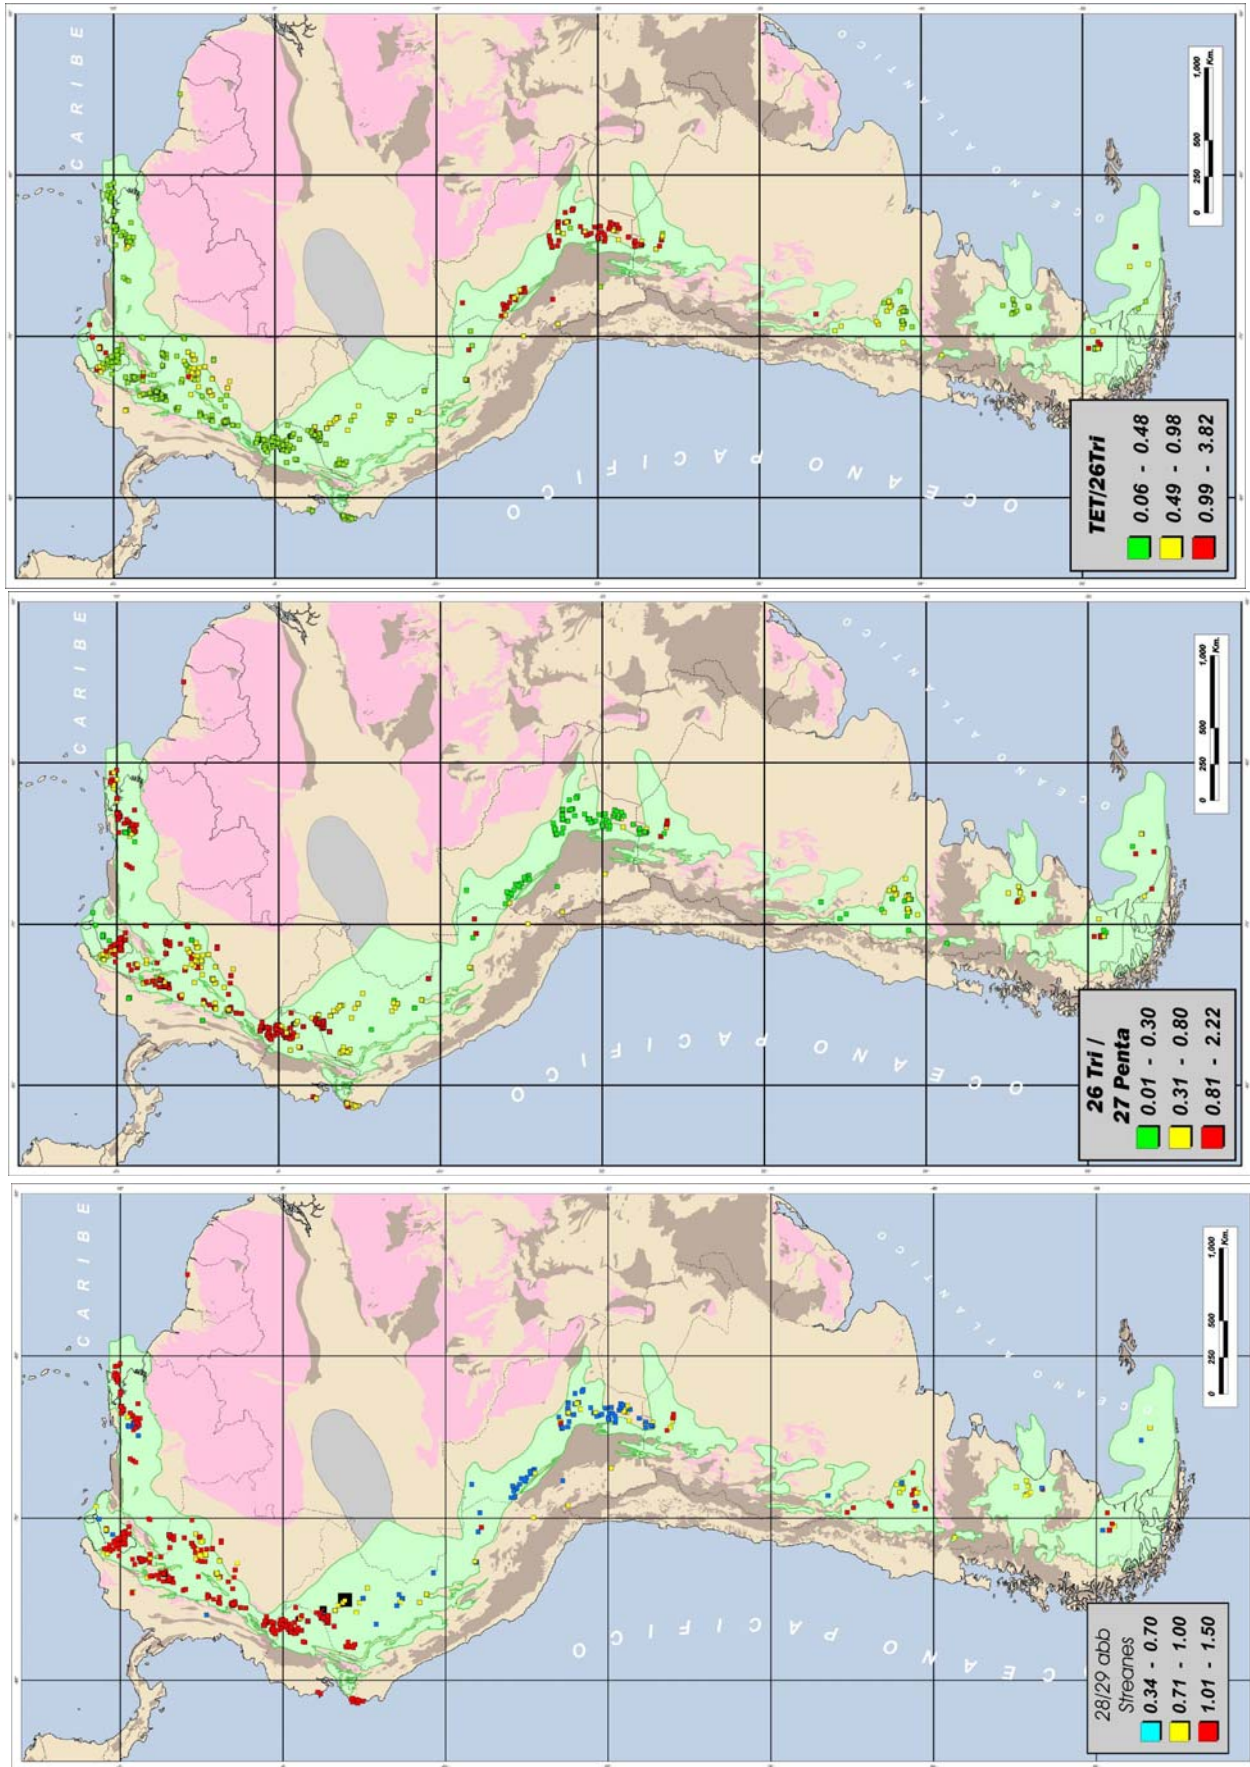 CARIBE
OCEANO ATLANTICO
OCEANO PACIFIC
0 250 500 1,000 Km.
TET/26Tri
0.06 - 0.48
0.49 - 0.98
0.99 - 3.82
CARIBE
OCEANO ATLANTICO
OCEANO PACIFICO
0 250 500 1,000 Km.
26 Tri /
27 Penta
0.01 - 0.30
0.31 - 0.80
0.81 - 2.22
CARIBE
OCEANO ATLANTICO
OCEANO PACIFICO
0 250 500 1,000 Km.
28/29 abb
Streanes
0.34 - 0.70
0.71 - 1.00
1.01 - 1.50